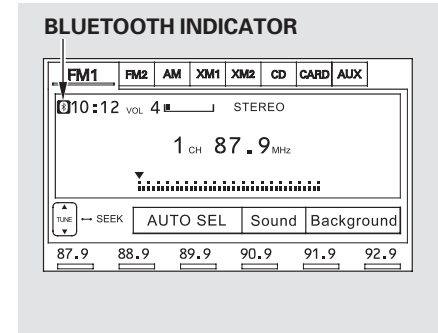 BLUETOOTH INDICATOR
FM1 FM2 AM XM1 XM2 CD CARD AUX
10:12 VOL 4 STEREO
1 CH 87.9 MHz
TUNE SEEK AUTO SEL Sound Background
87.9 88.9 89.9 90.9 91.9 92.9